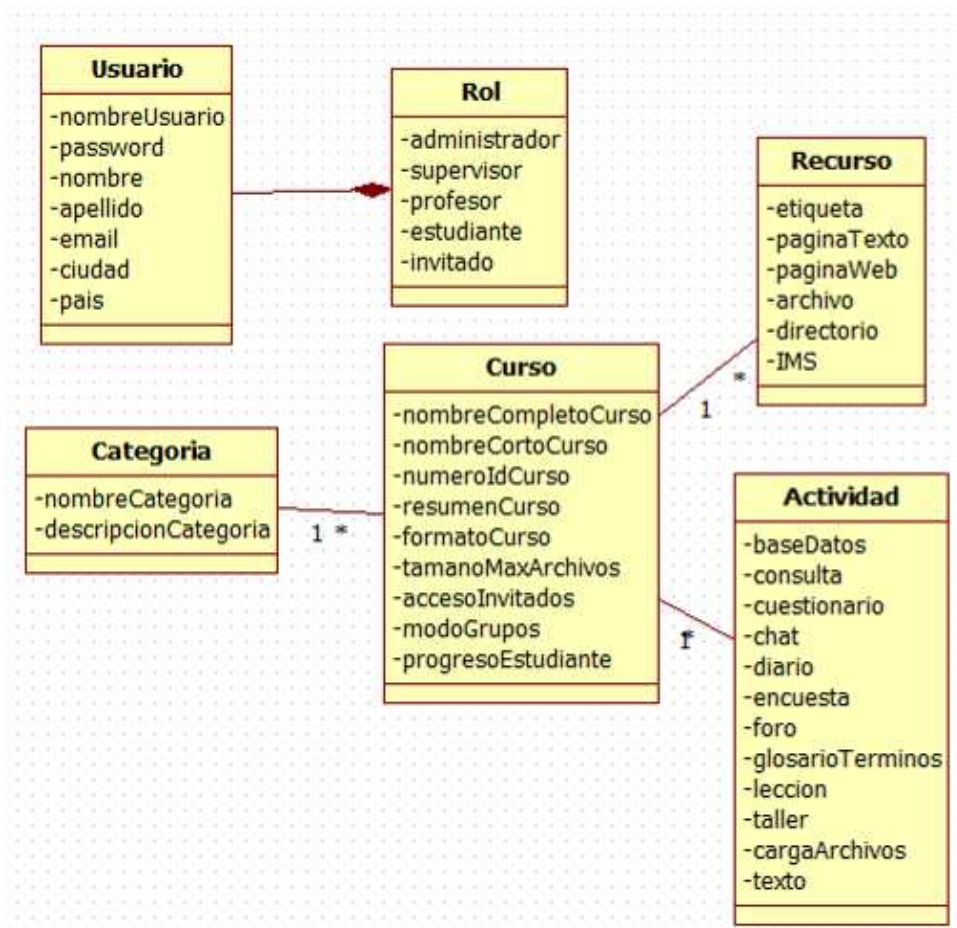 Usuario
-nombreUsuario
-password
-nombre
-apellido
-email
-ciudad
-pais
Rol
-administrador
-supervisor
-profesor
-estudiante
-invitado
Recurso
-etiqueta
-paginaTexto
-paginaWeb
-archivo
-directorio
-IMS
Categoria
-nombreCategoria
-descripcionCategoria
1 *
Curso
-nombreCompletoCurso
-nombreCortoCurso
-numeroIdCurso
-resumenCurso
-formatoCurso
-tamanoMaxArchivos
-accesoInvitados
-modoGrupos
-progresoEstudiante
*
1
1*
Actividad
-baseDatos
-consulta
-cuestionario
-chat
-diario
-encuesta
-foro
-glosarioTerminos
-leccion
-taller
-cargaArchivos
-texto